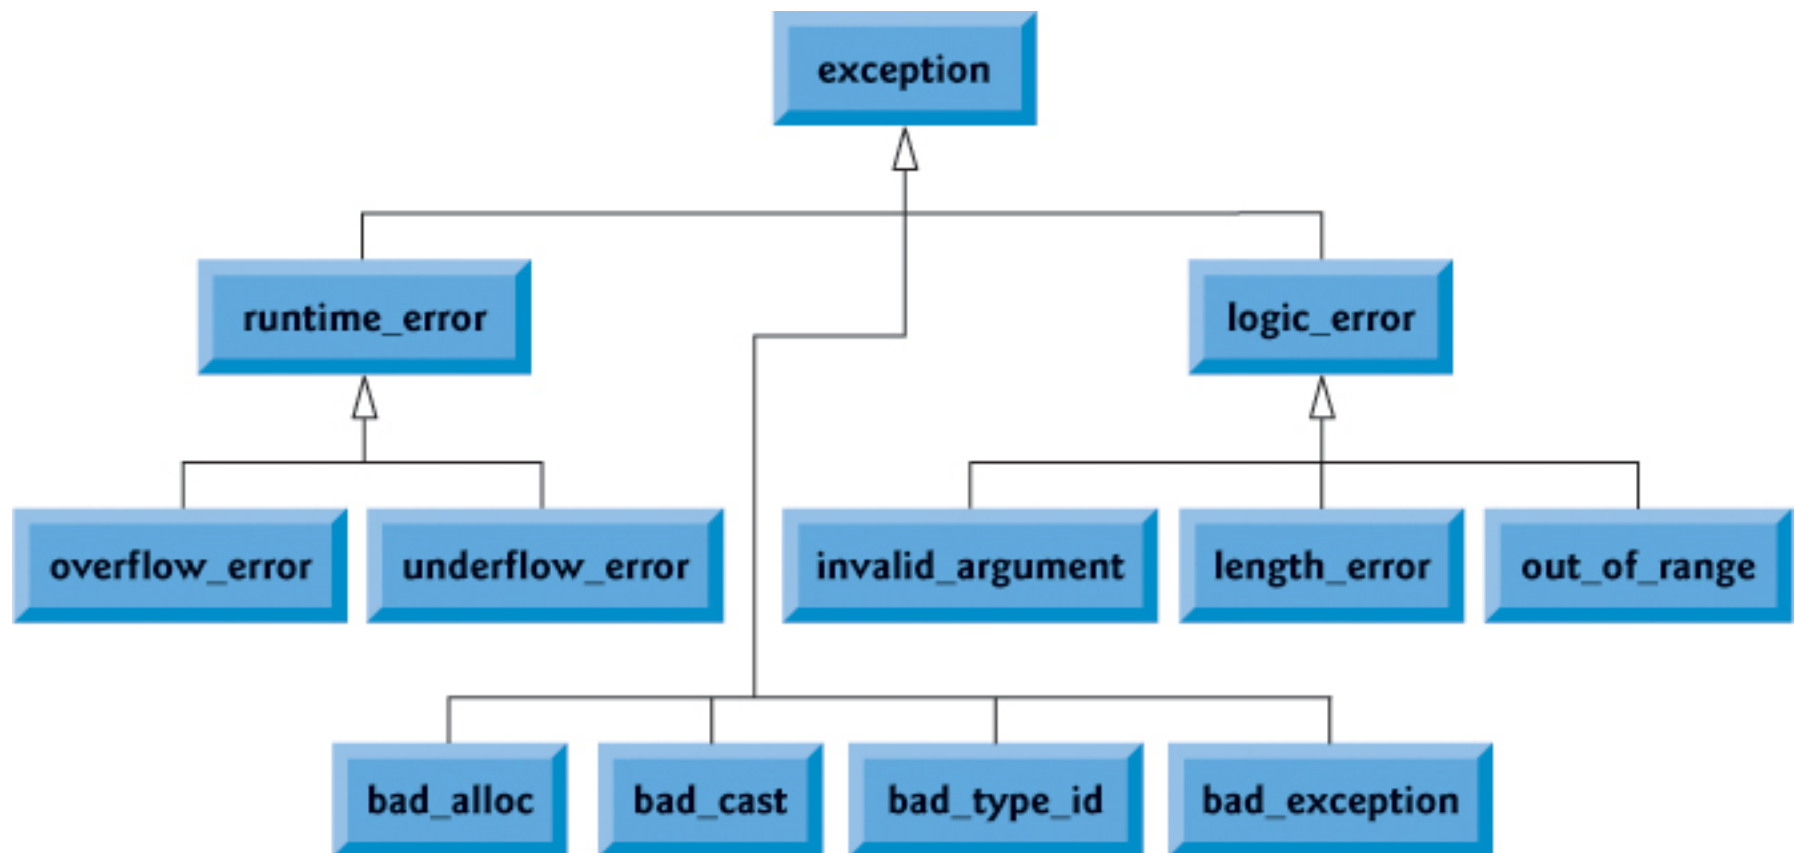 exception
runtime_error
logic_error
overflow_error
underflow_error
invalid_argument
length_error
out_of_range
bad_alloc
bad_cast
bad_type_id
bad_exception